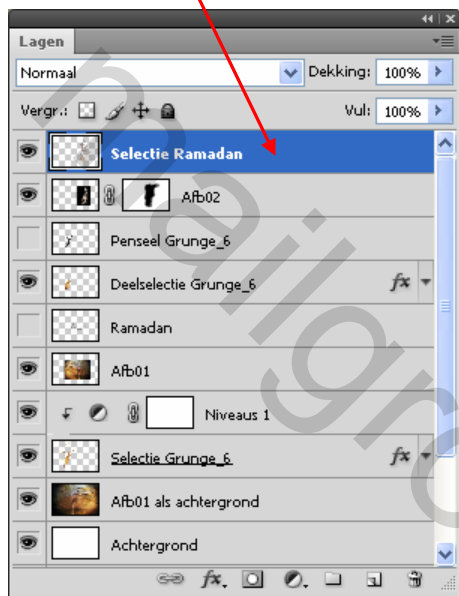 Lagen
Normaal Dekking: 100%
Vergr.: Vul: 100%
Selectie Ramadan
Afb02
Penseel Grunge_6
Deelselectie Grunge_6 fx
Ramadan
Afb01
Niveaus 1
Selectie Grunge_6 fx
Afb01 als achtergrond
Achtergrond
fx.
mailgro